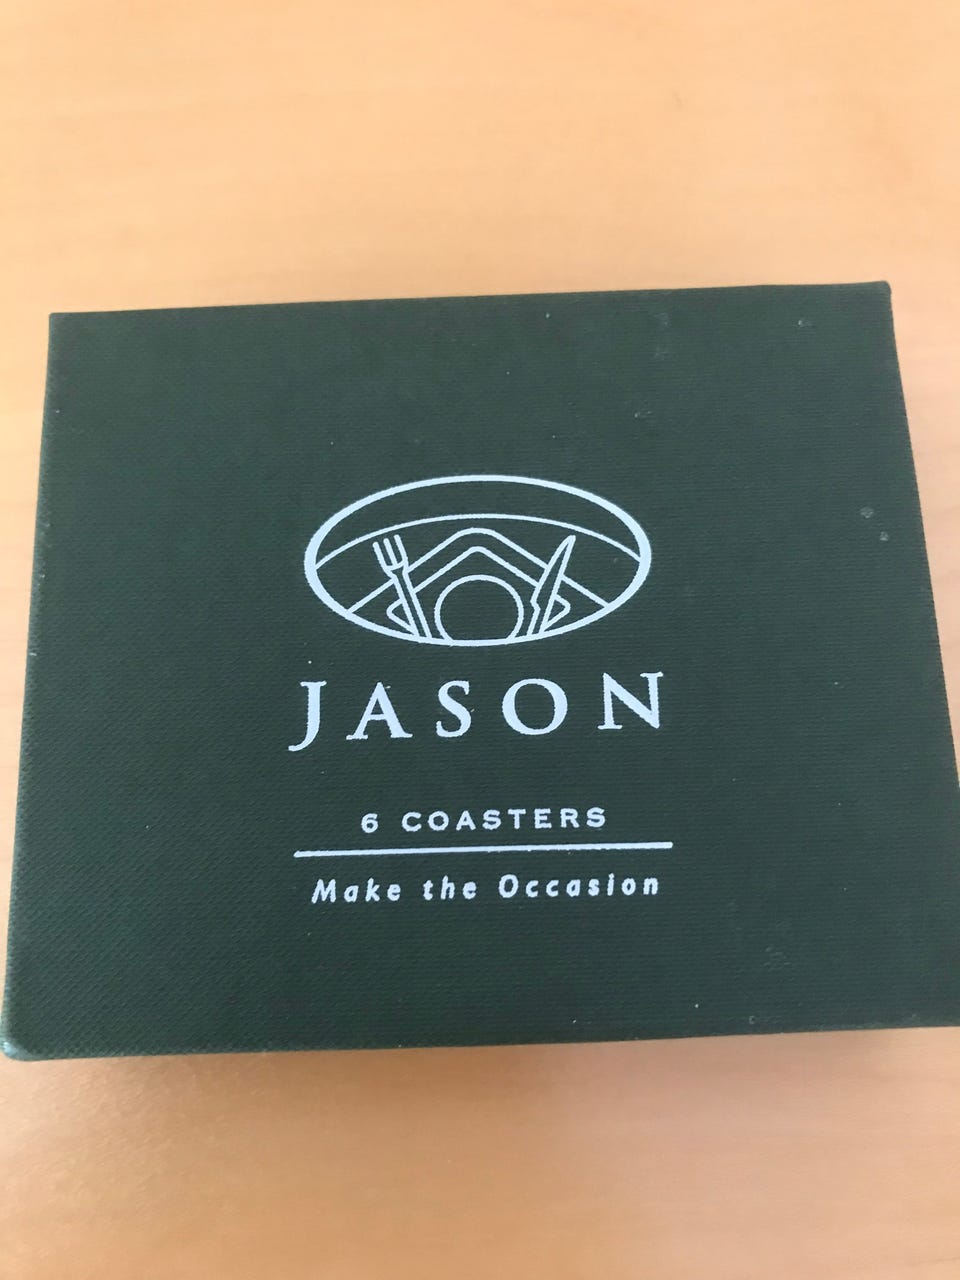 JASON
6 COASTERS
Make the Occasion